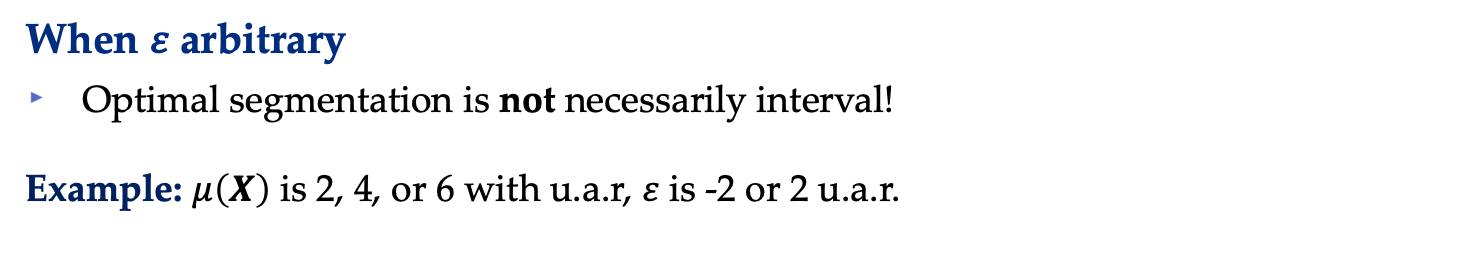 When ε arbitrary
▸ Optimal segmentation is not necessarily interval!
Example: μ(X) is 2, 4, or 6 with u.a.r, ε is -2 or 2 u.a.r.